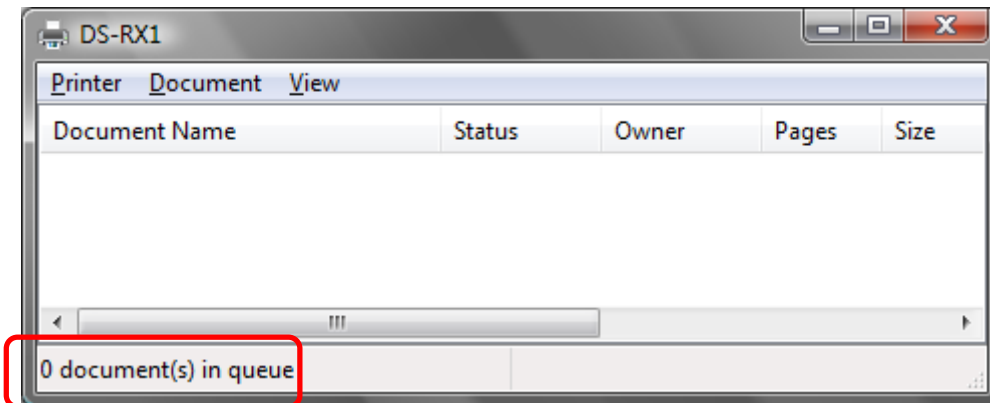 DS-RX1
Printer Document View
Document Name Status Owner Pages Size
0 document(s) in queue